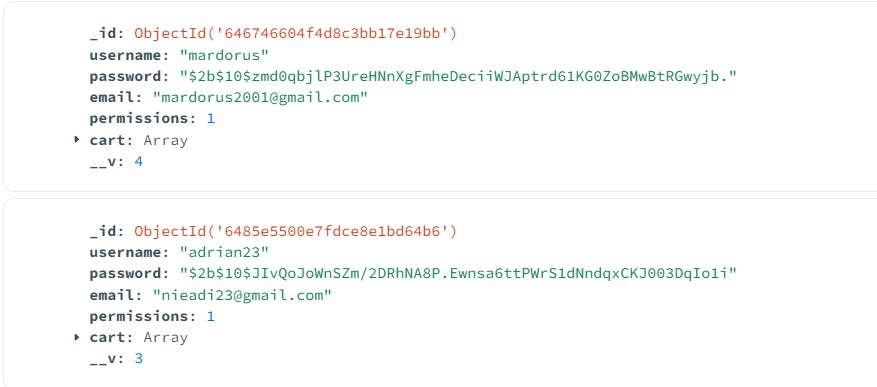 _id: ObjectId('646746604f4d8c3bb17e19bb')
username: "mardorus"
password: "$2b$10$zmd0qbjlP3UreHNnXgFmheDeciiWJAptrd61KG0ZoBMwBtRGwyjb."
email: "mardorus2001@gmail.com"
permissions: 1
cart: Array
__v: 4
_id: ObjectId('6485e5500e7fdce8e1bd64b6')
username: "adrian23"
password: "$2b$10$JIvQoJoWnSZm/2DRhNA8P.Ewnsa6ttPWrS1dNndqxCKJ003DqIo1i"
email: "nieadi23@gmail.com"
permissions: 1
cart: Array
__v: 3